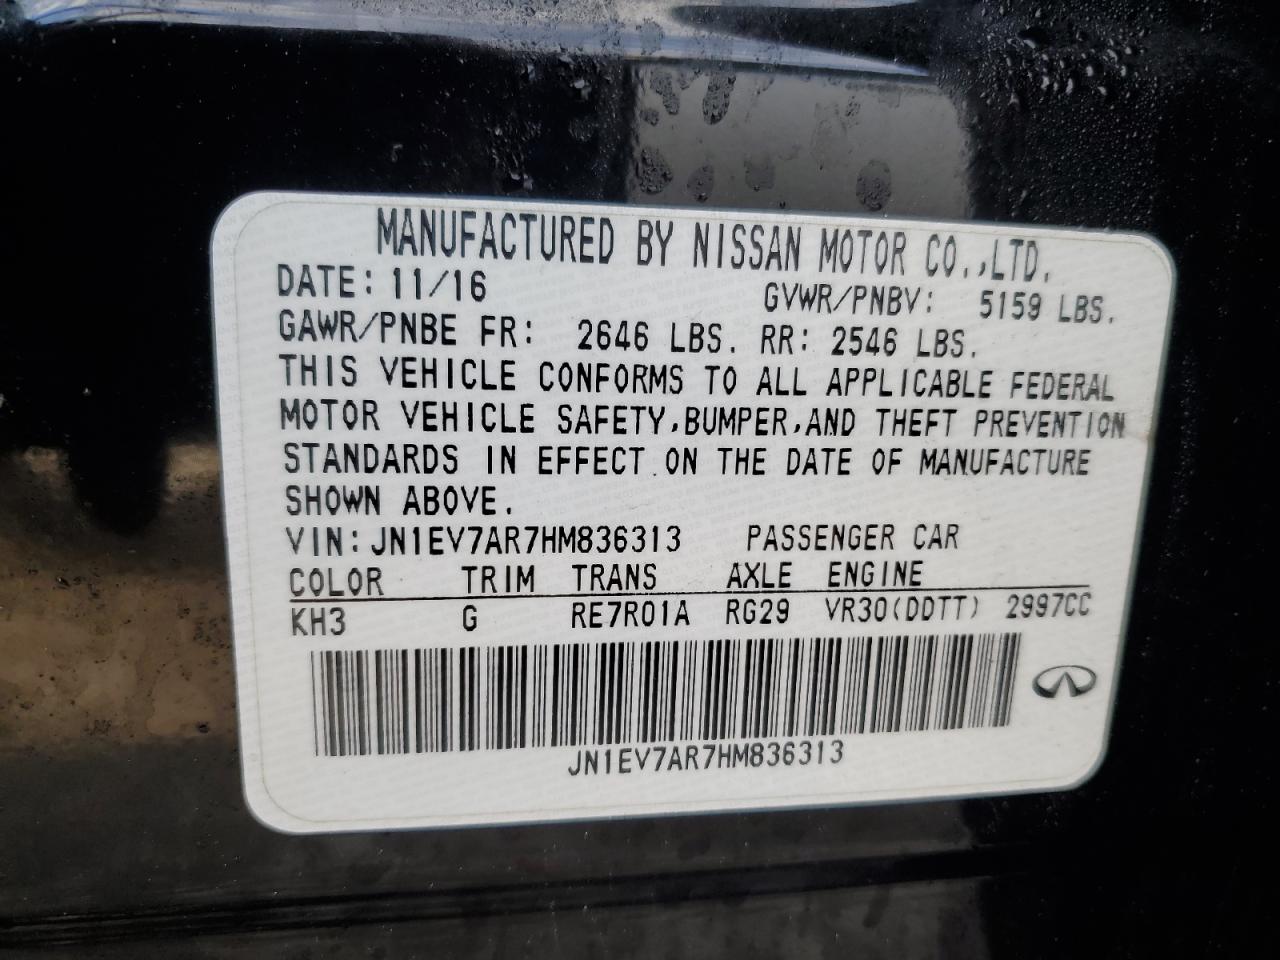 MANUFACTURED BY NISSAN MOTOR CO.,LTD.
DATE: 11/16 GVWR/PNBV: 5159 LBS.
GAWR/PNBE FR: 2646 LBS. RR: 2546 LBS.
THIS VEHICLE CONFORMS TO ALL APPLICABLE FEDERAL
MOTOR VEHICLE SAFETY,BUMPER,AND THEFT PREVENTION
STANDARDS IN EFFECT ON THE DATE OF MANUFACTURE
SHOWN ABOVE.
VIN: JN1EV7AR7HM836313 PASSENGER CAR
COLOR TRIM TRANS AXLE ENGINE
KH3 G RE7R01A RG29 VR30(DDTT) 2997CC
JN1EV7AR7HM836313